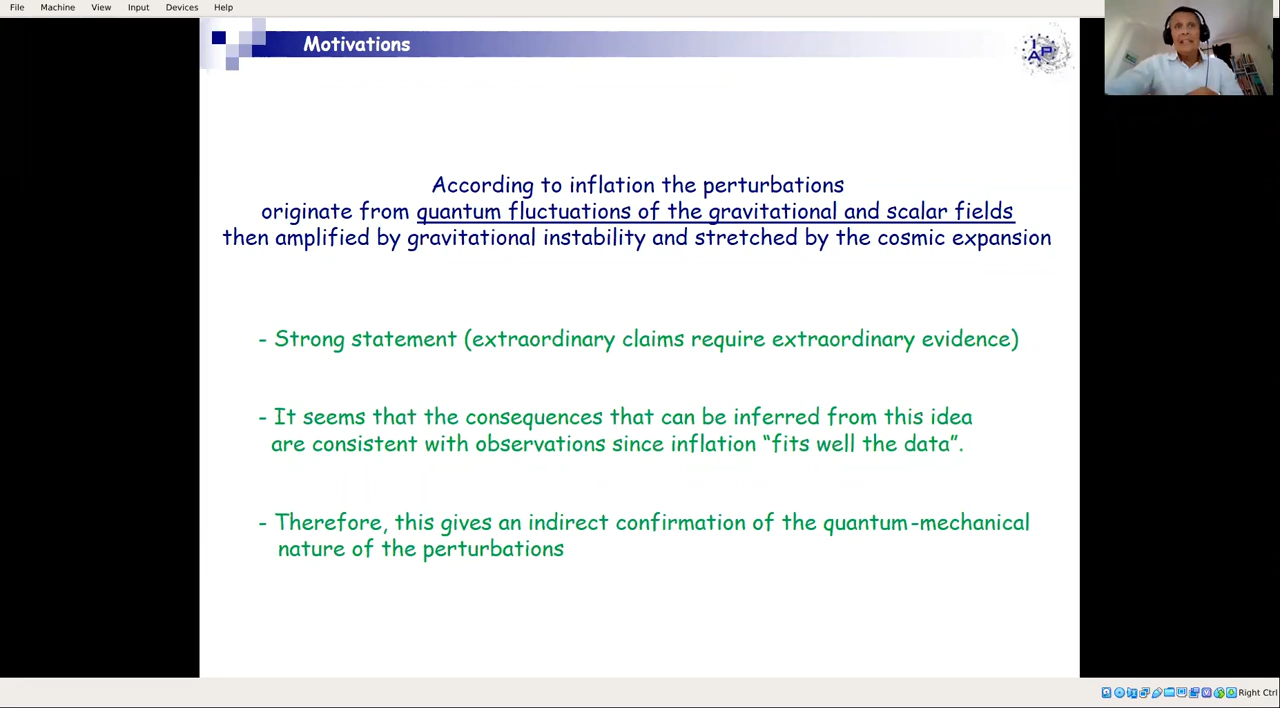 File Machine View Input Devices Help
Motivations
IAP
According to inflation the perturbations
originate from quantum fluctuations of the gravitational and scalar fields
then amplified by gravitational instability and stretched by the cosmic expansion
- Strong statement (extraordinary claims require extraordinary evidence)
- It seems that the consequences that can be inferred from this idea
are consistent with observations since inflation “fits well the data”.
- Therefore, this gives an indirect confirmation of the quantum-mechanical
nature of the perturbations
Right Ctrl